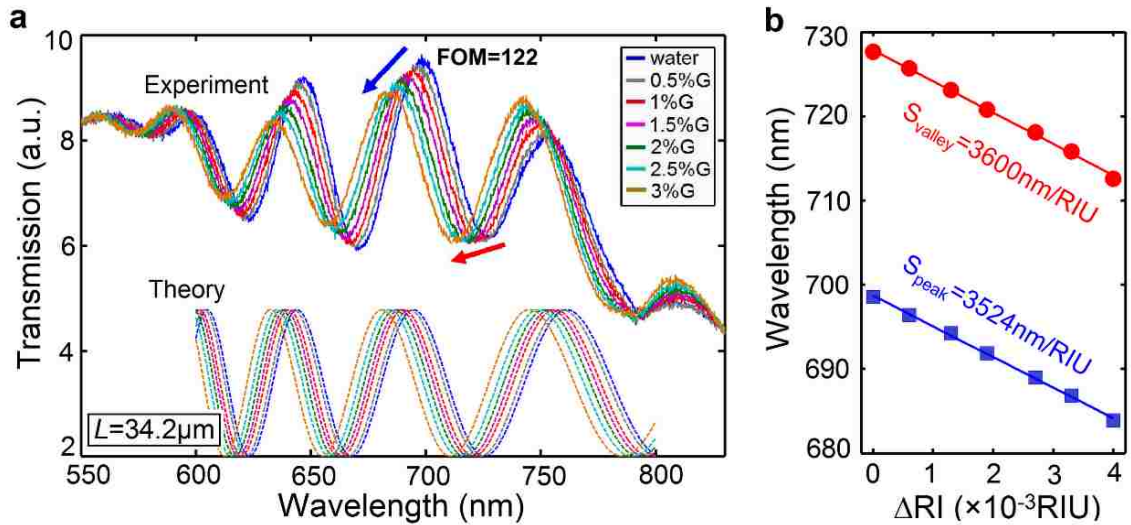 a
Transmission (a.u.)
10
8
6
4
2
Experiment
FOM=122
water
0.5%G
1%G
1.5%G
2%G
2.5%G
3%G
Theory
L=34.2μm
550
600
650
700
750
800
Wavelength (nm)
b
Wavelength (nm)
730
720
710
700
690
680
S_valley=3600nm/RIU
S_peak=3524nm/RIU
0
1
2
3
4
ΔRI (×10⁻³RIU)